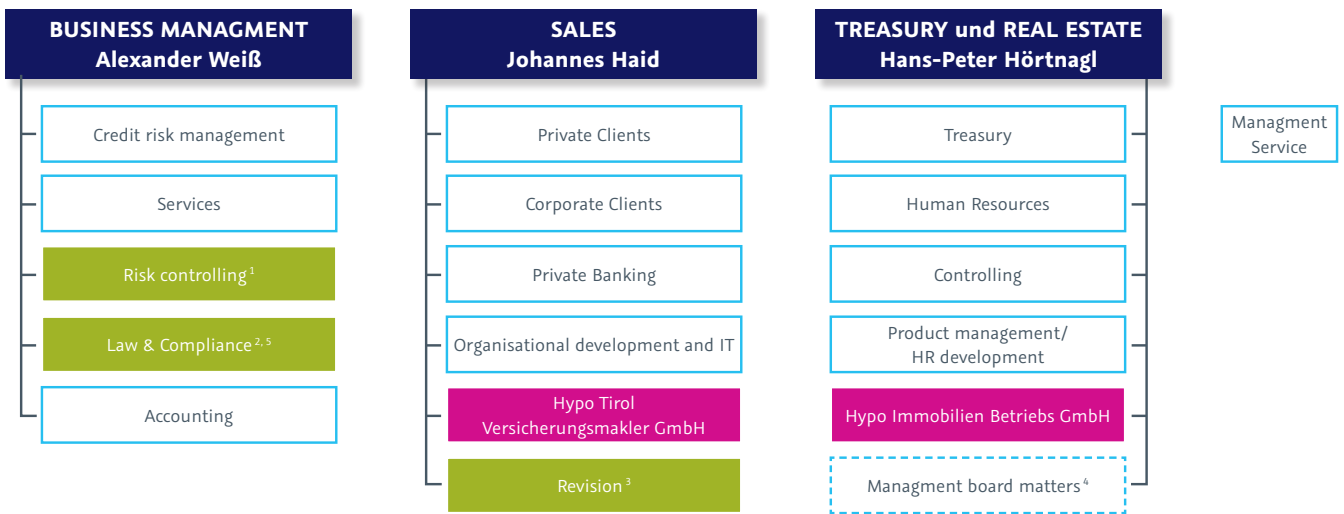 BUSINESS MANAGMENT
Alexander Weiß
Credit risk management
Services
Risk controlling ¹
Law & Compliance ², ⁵
Accounting
SALES
Johannes Haid
Private Clients
Corporate Clients
Private Banking
Organisational development and IT
Hypo Tirol
Versicherungsmakler GmbH
Revision ³
TREASURY und REAL ESTATE
Hans-Peter Hörtnagl
Treasury
Human Resources
Controlling
Product management/
HR development
Hypo Immobilien Betriebs GmbH
Managment board matters ⁴
Managment
Service